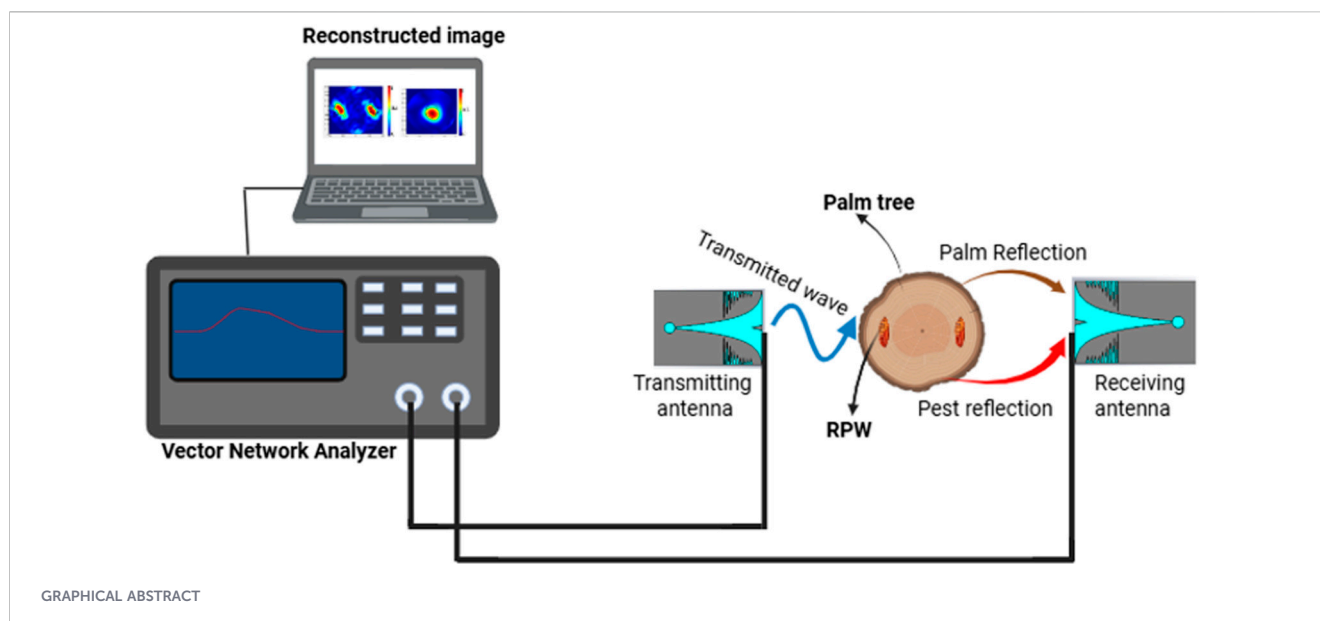 Reconstructed image
Palm tree
Transmitted wave
Palm Reflection
Transmitting
antenna
Pest reflection
Receiving
antenna
RPW
Vector Network Analyzer
GRAPHICAL ABSTRACT